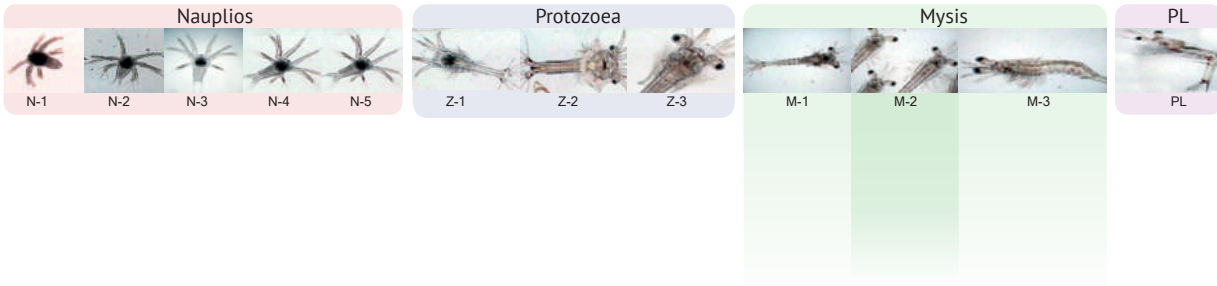 Nauplios Protozoea Mysis PL
N-1 N-2 N-3 N-4 N-5 Z-1 Z-2 Z-3 M-1 M-2 M-3 PL